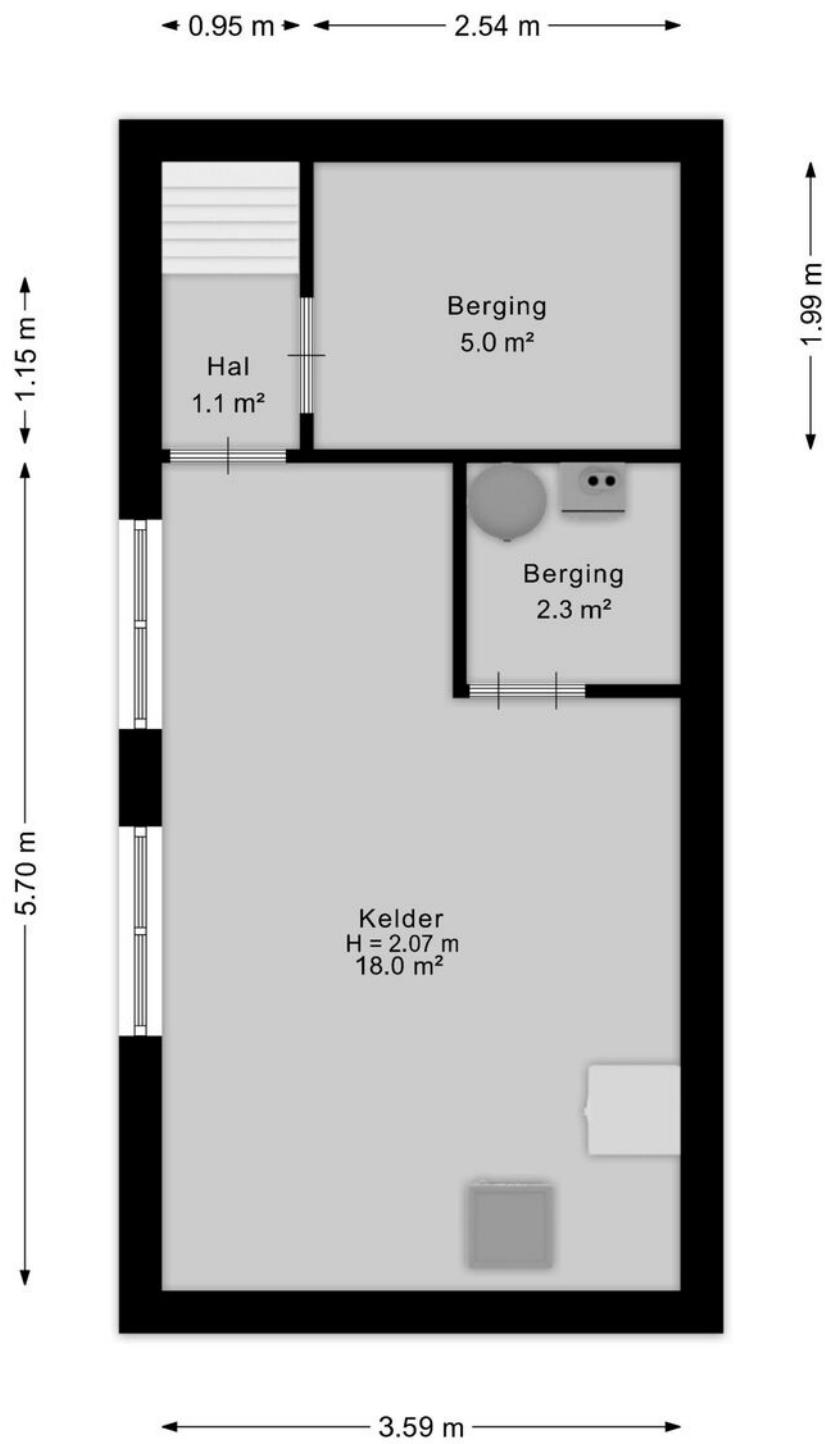 0.95 m
2.54 m
1.99 m
1.15 m
Berging
5.0 m²
Hal
1.1 m²
Berging
2.3 m²
5.70 m
Kelder
H = 2.07 m
18.0 m²
3.59 m